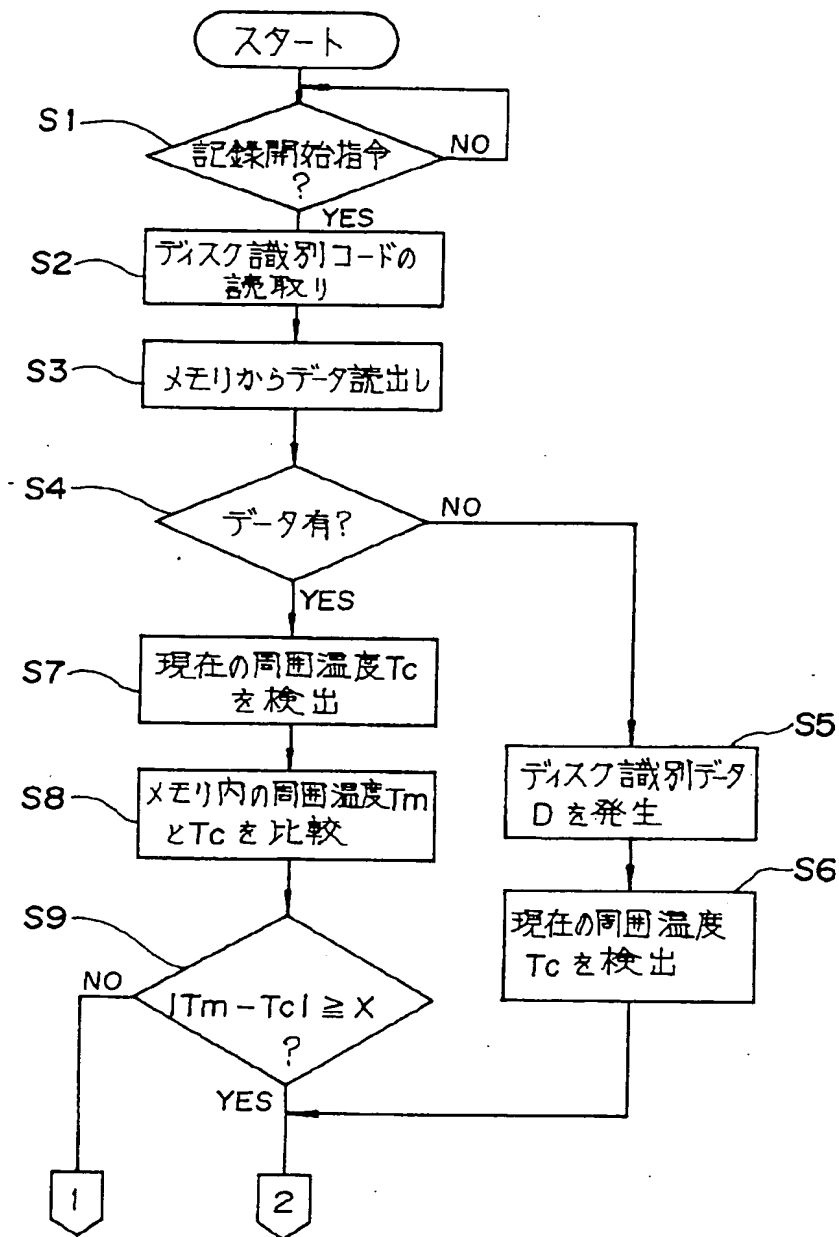 スタート
S1
記録開始指令
?
NO
YES
S2
ディスク識別コードの
読取り
S3
メモリからデータ読出し
S4
データ有?
NO
YES
S7
現在の周囲温度Tc
を検出
S5
ディスク識別データ
Dを発生
S8
メモリ内の周囲温度Tm
とTcを比較
S6
現在の周囲温度
Tcを検出
S9
NO
|Tm-Tc|≧X
?
YES
1
2